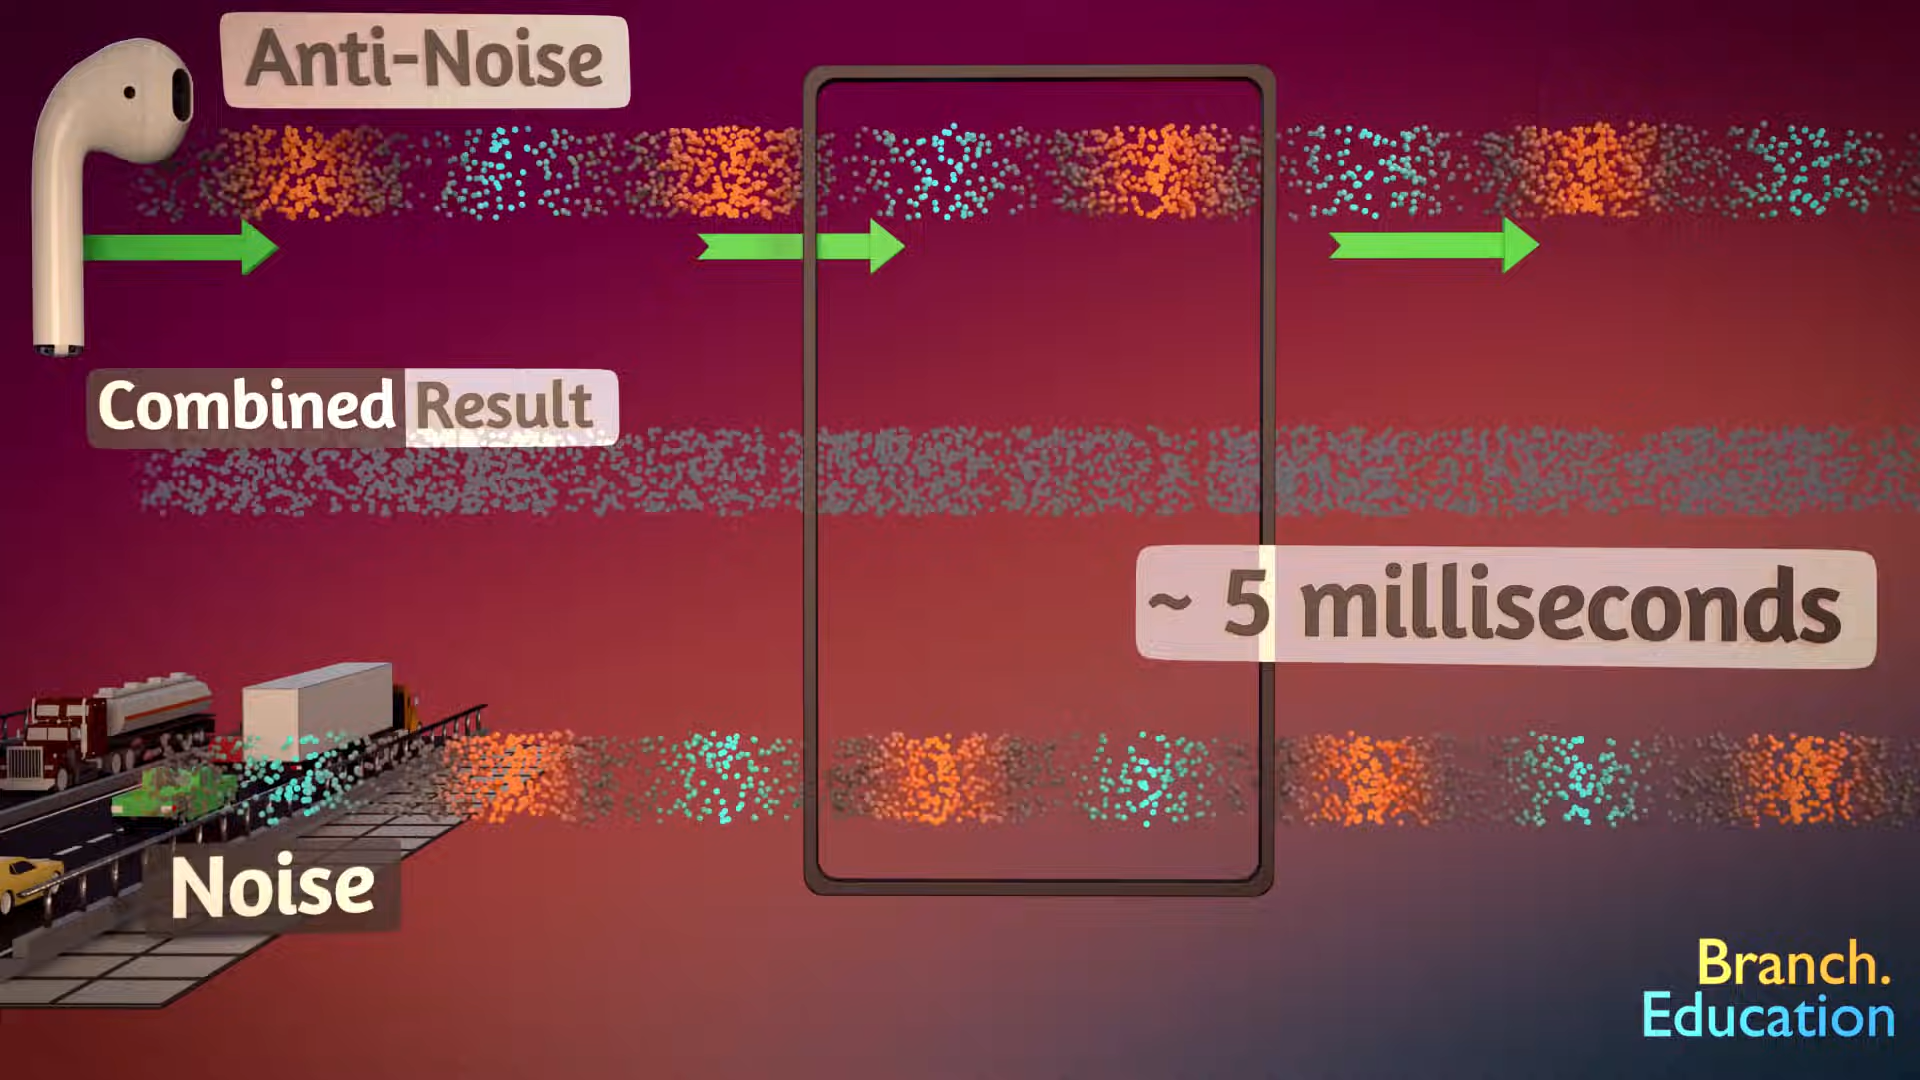 Anti-Noise
Combined Result
~ 5 milliseconds
Noise
Branch.
Education